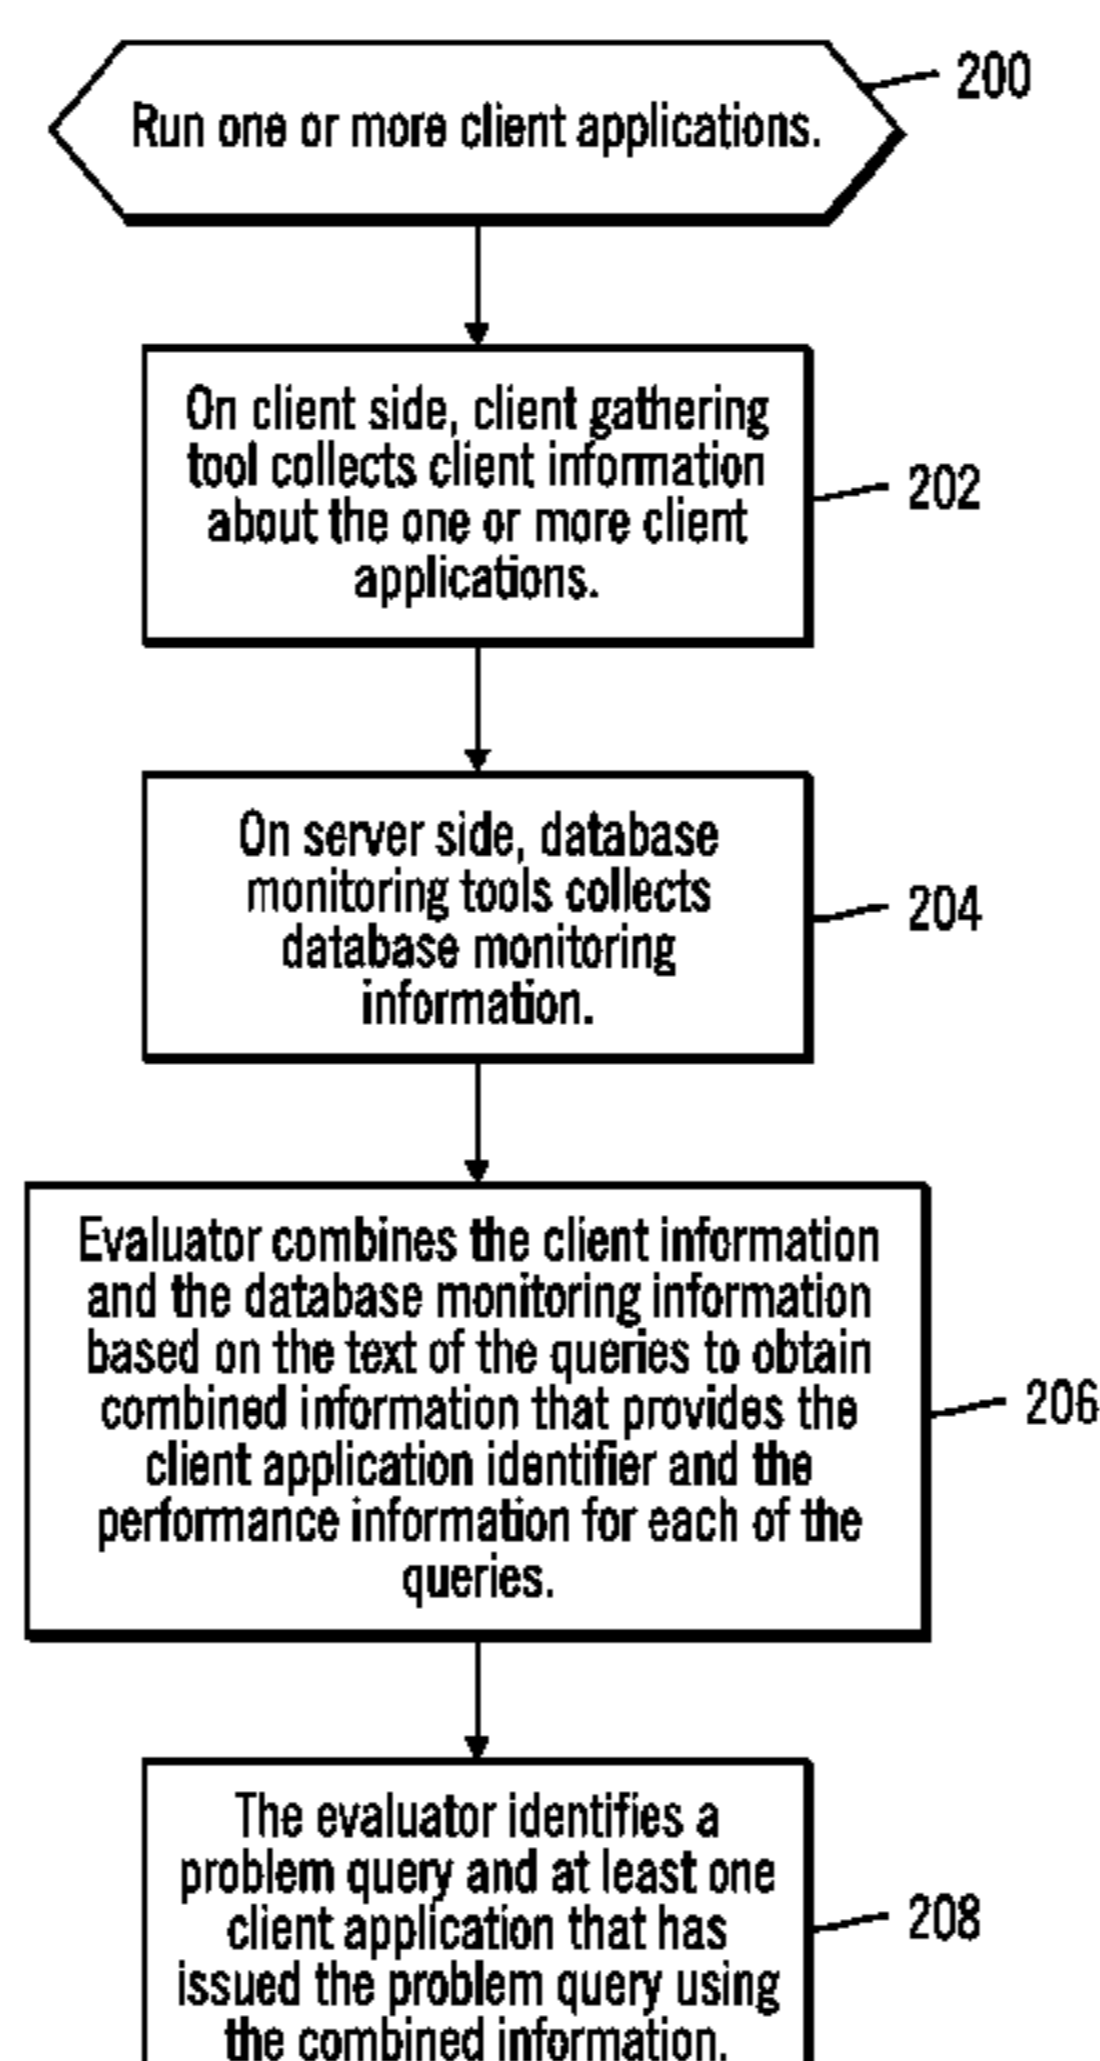 Run one or more client applications.
200
On client side, client gathering
tool collects client information
about the one or more client
applications.
202
On server side, database
monitoring tools collects
database monitoring
information.
204
Evaluator combines the client information
and the database monitoring information
based on the text of the queries to obtain
combined information that provides the
client application identifier and the
performance information for each of the
queries.
206
The evaluator identifies a
problem query and at least one
client application that has
issued the problem query using
the combined information.
208